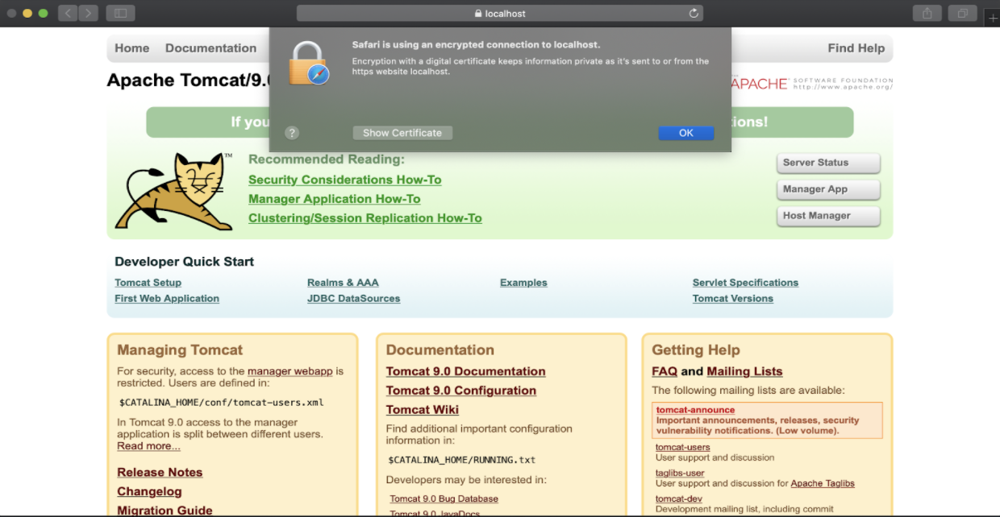 localhost
Safari is using an encrypted connection to localhost.
Encryption with a digital certificate keeps information private as it's sent to or from the
https website localhost.
?
Show Certificate
OK
Home
Documentation
Find Help
Apache Tomcat/9.
APACHE
SOFTWARE FOUNDATION
http://www.apache.org/
If you
TM
Recommended Reading:
Security Considerations How-To
Manager Application How-To
Clustering/Session Replication How-To
Server Status
Manager App
Host Manager
Developer Quick Start
Tomcat Setup
First Web Application
Realms & AAA
JDBC DataSources
Examples
Servlet Specifications
Tomcat Versions
Managing Tomcat
For security, access to the manager webapp is
restricted. Users are defined in:
$CATALINA_HOME/conf/tomcat-users.xml
In Tomcat 9.0 access to the manager
application is split between different users.
Read more...
Release Notes
Changelog
Migration Guide
Documentation
Tomcat 9.0 Documentation
Tomcat 9.0 Configuration
Tomcat Wiki
Find additional important configuration
information in:
$CATALINA_HOME/RUNNING.txt
Developers may be interested in:
Tomcat 9.0 Bug Database
Tomcat 9.0 JavaDocs
Getting Help
FAQ and Mailing Lists
The following mailing lists are available:
tomcat-announce
Important announcements, releases, security
vulnerability notifications. (Low volume).
tomcat-users
User support and discussion
taglibs-user
User support and discussion for Apache Taglibs
tomcat-dev
Development mailing list, including commit